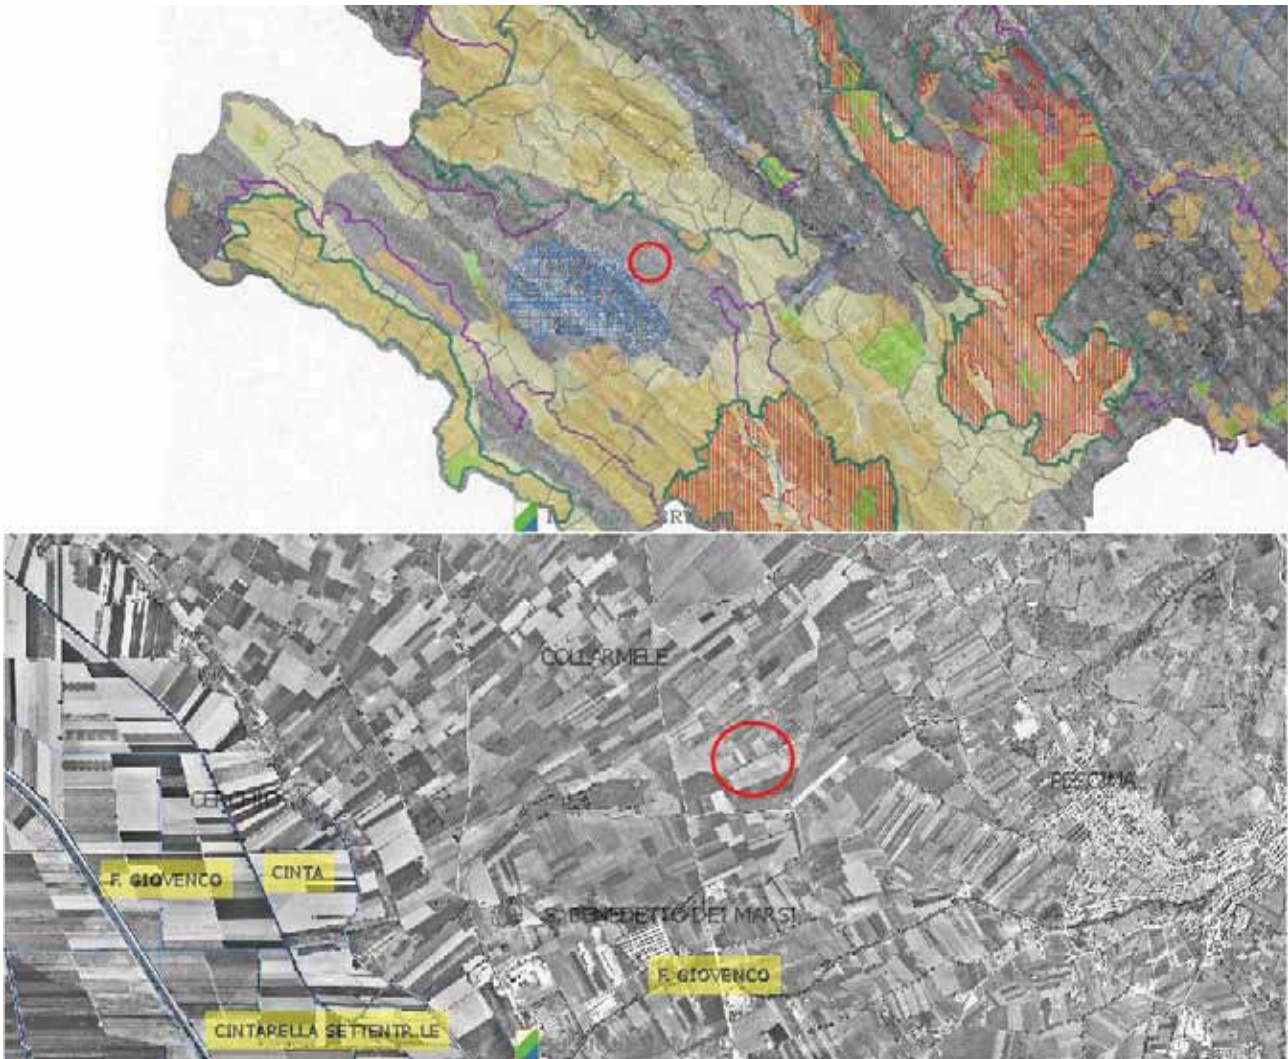 COLLARMELE
PESCINA
F. GIOVENCO
CINTA
S. BENEDETTO DEI MARSI
F. GIOVENCO
CINTARELLA SETTENTR.LE